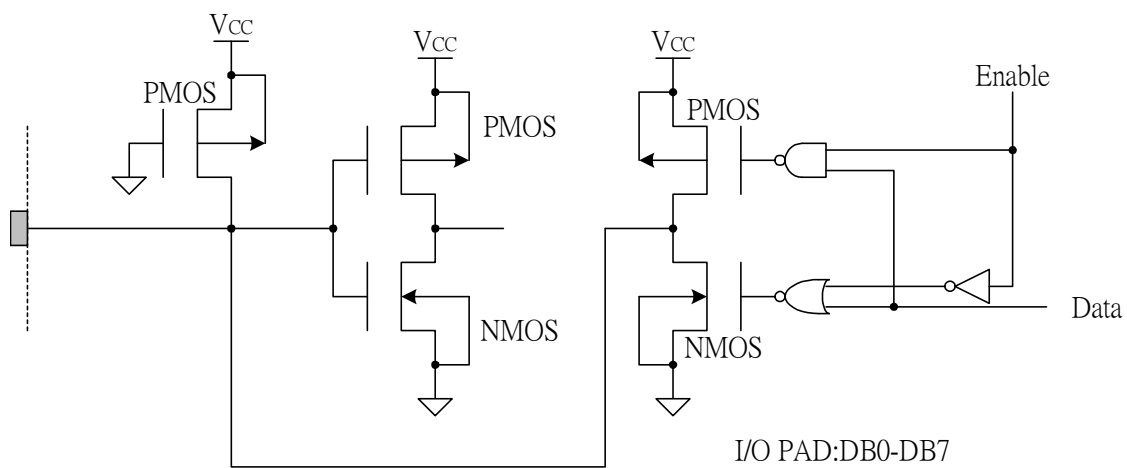 VCC
VCC
VCC
Enable
PMOS
PMOS
PMOS
NMOS
NMOS
Data
I/O PAD:DB0-DB7